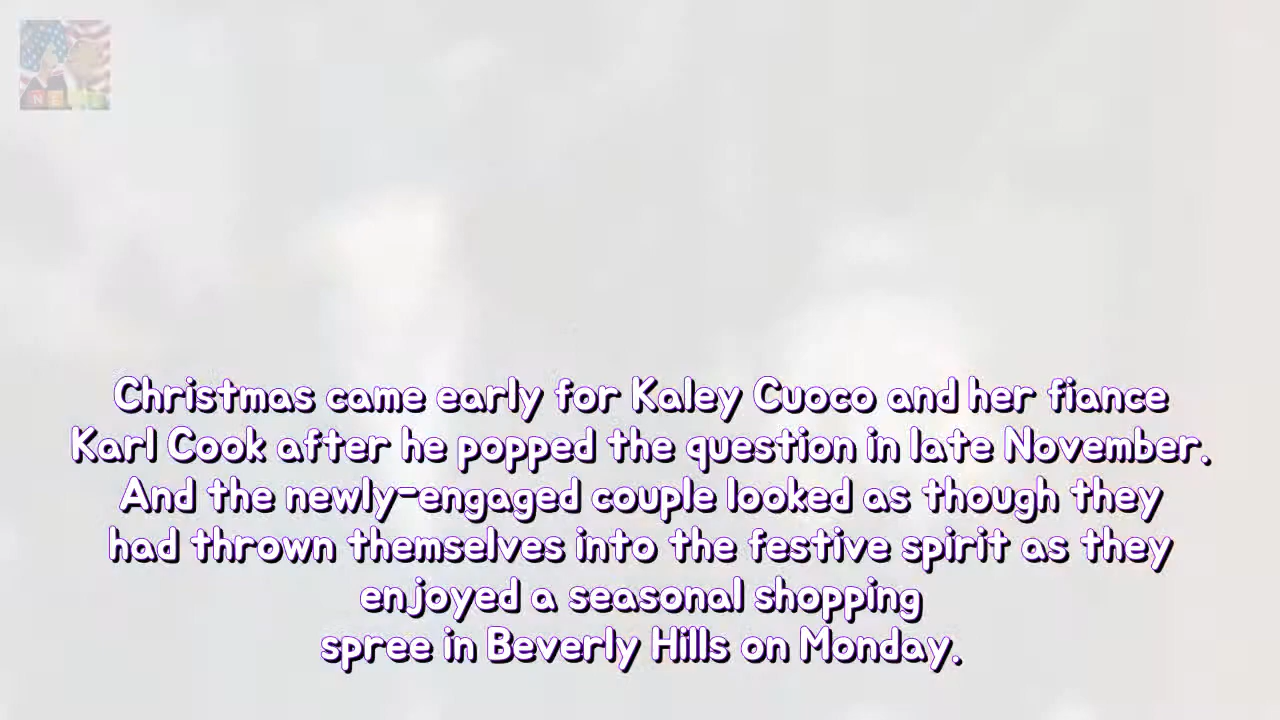 Christmas came early for Kaley Cuoco and her fiance
Karl Cook after he popped the question in late November.
And the newly-engaged couple looked as though they
had thrown themselves into the festive spirit as they
enjoyed a seasonal shopping
spree in Beverly Hills on Monday.